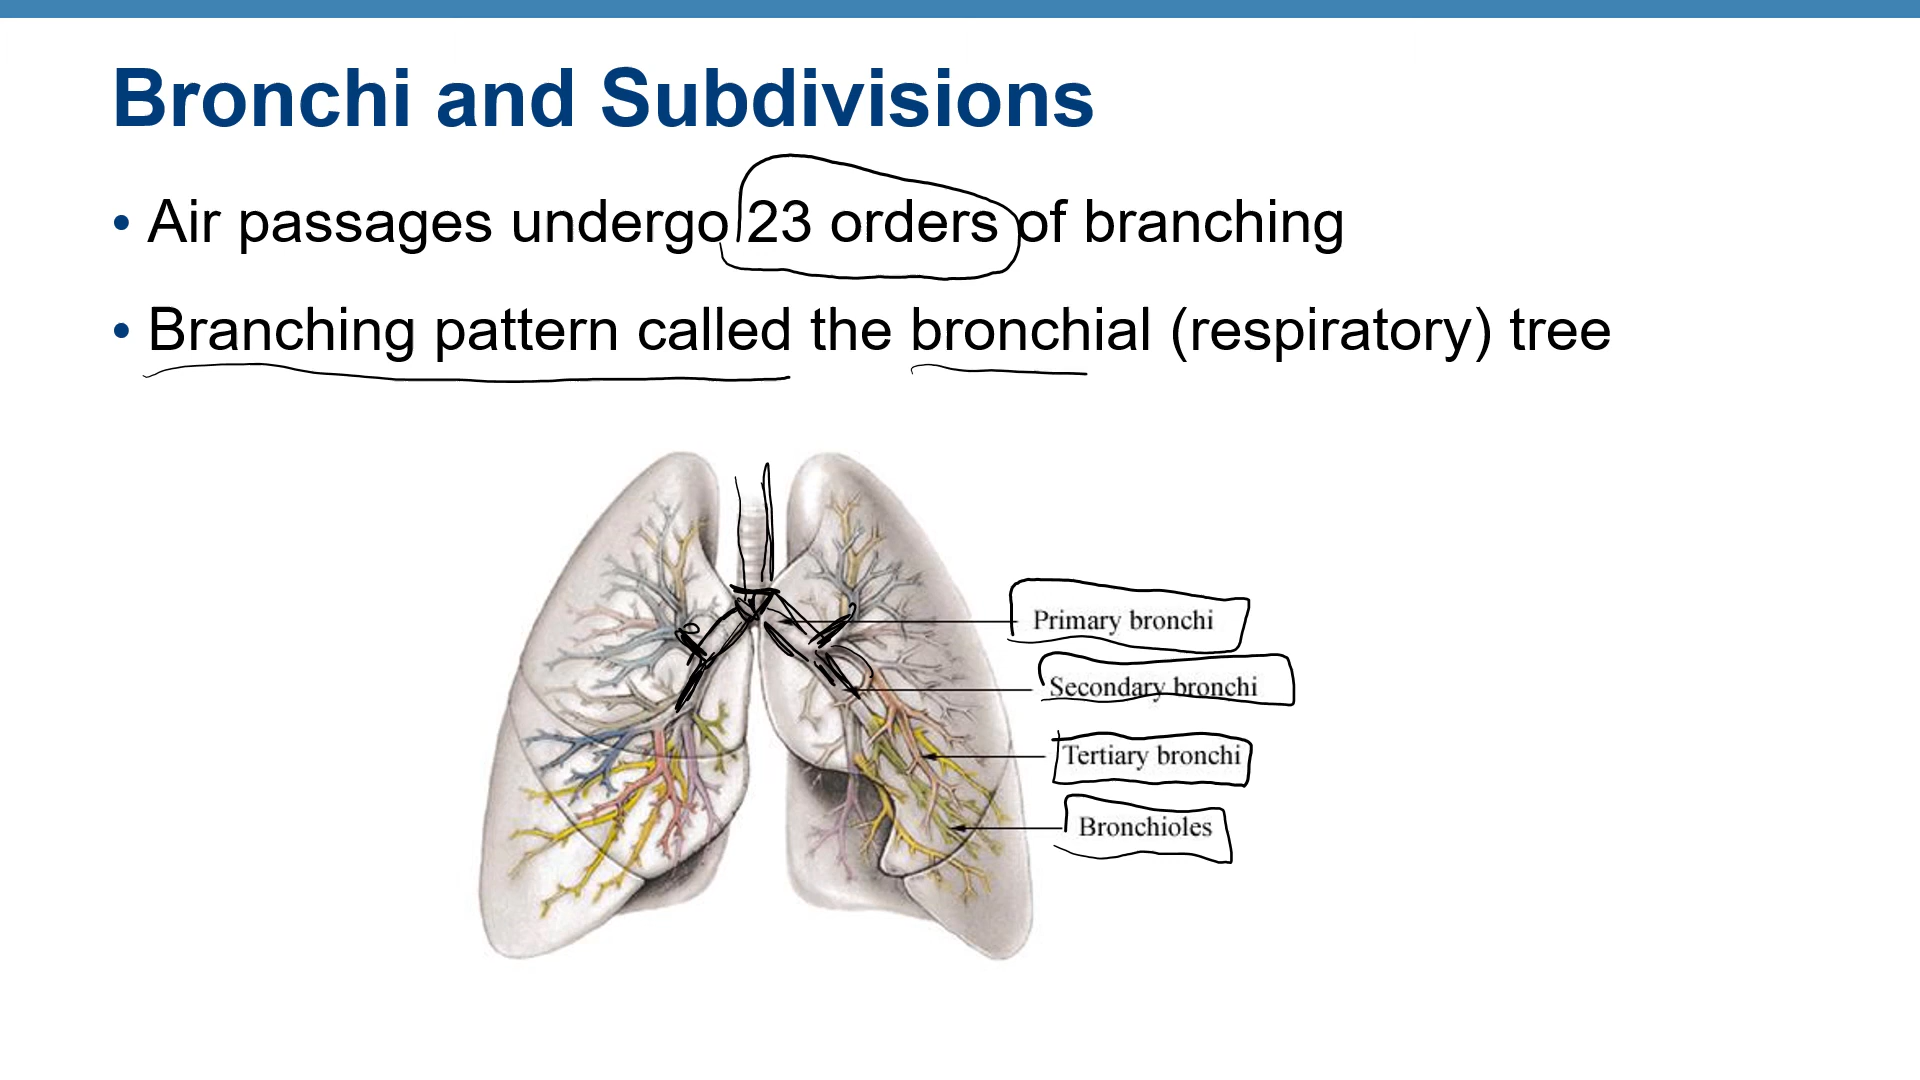 Bronchi and Subdivisions
• Air passages undergo 23 orders of branching
• Branching pattern called the bronchial (respiratory) tree
Primary bronchi
Secondary bronchi
Tertiary bronchi
Bronchioles